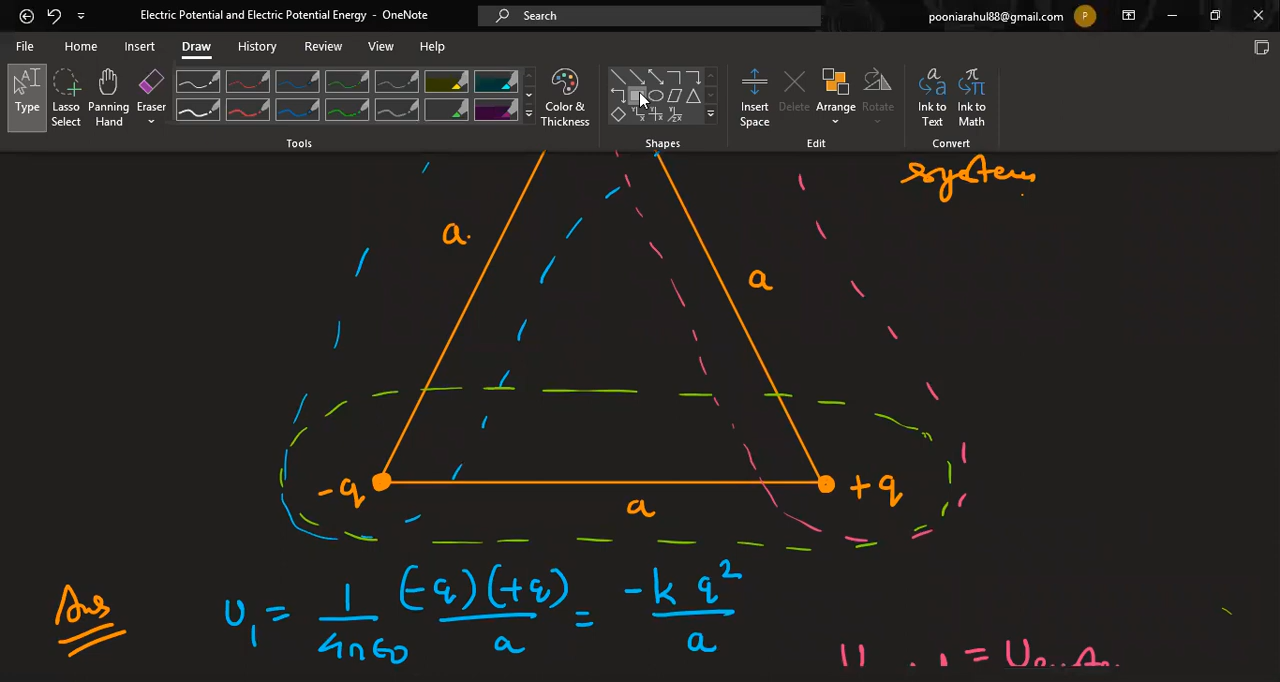 Electric Potential and Electric Potential Energy - OneNote
Search
pooniarahul88@gmail.com
P
File Home Insert Draw History Review View Help
Type
Lasso Select
Panning Hand
Eraser
Color & Thickness
Insert Space
Delete
Arrange
Rotate
Ink to Text
Ink to Math
Tools
Shapes
Edit
Convert
system
a
a
-q
+q
a
Ans
U₁ = 1/4πε₀ (-q)(+q)/a = -kq²/a